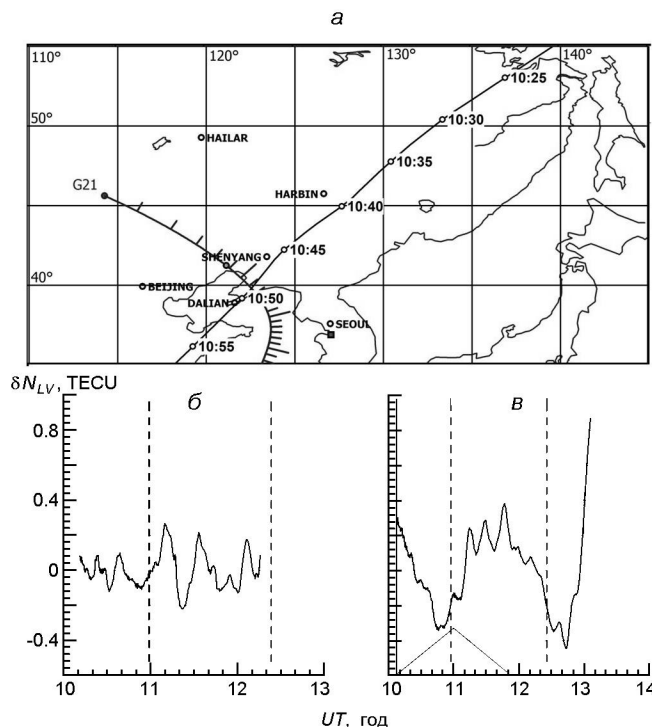 а
110° 120° 130° 140°
10:25
50°
10:30
HAILAR
10:35
G21
HARBIN
10:40
10:45
SHENYANG
40°
BEIJING
10:50
DALIAN
SEOUL
10:55
δN_LV, TECU
б в
0.8
0.4
0
-0.4
10 11 12 13 10 11 12 13 14
UT, год